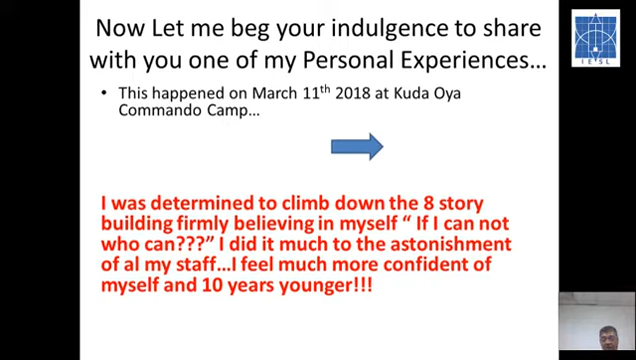 Now Let me beg your indulgence to share
with you one of my Personal Experiences…
• This happened on March 11th 2018 at Kuda Oya
Commando Camp…
I was determined to climb down the 8 story
building firmly believing in myself “ If I can not
who can???” I did it much to the astonishment
of al my staff…I feel much more confident of
myself and 10 years younger!!!
IESL